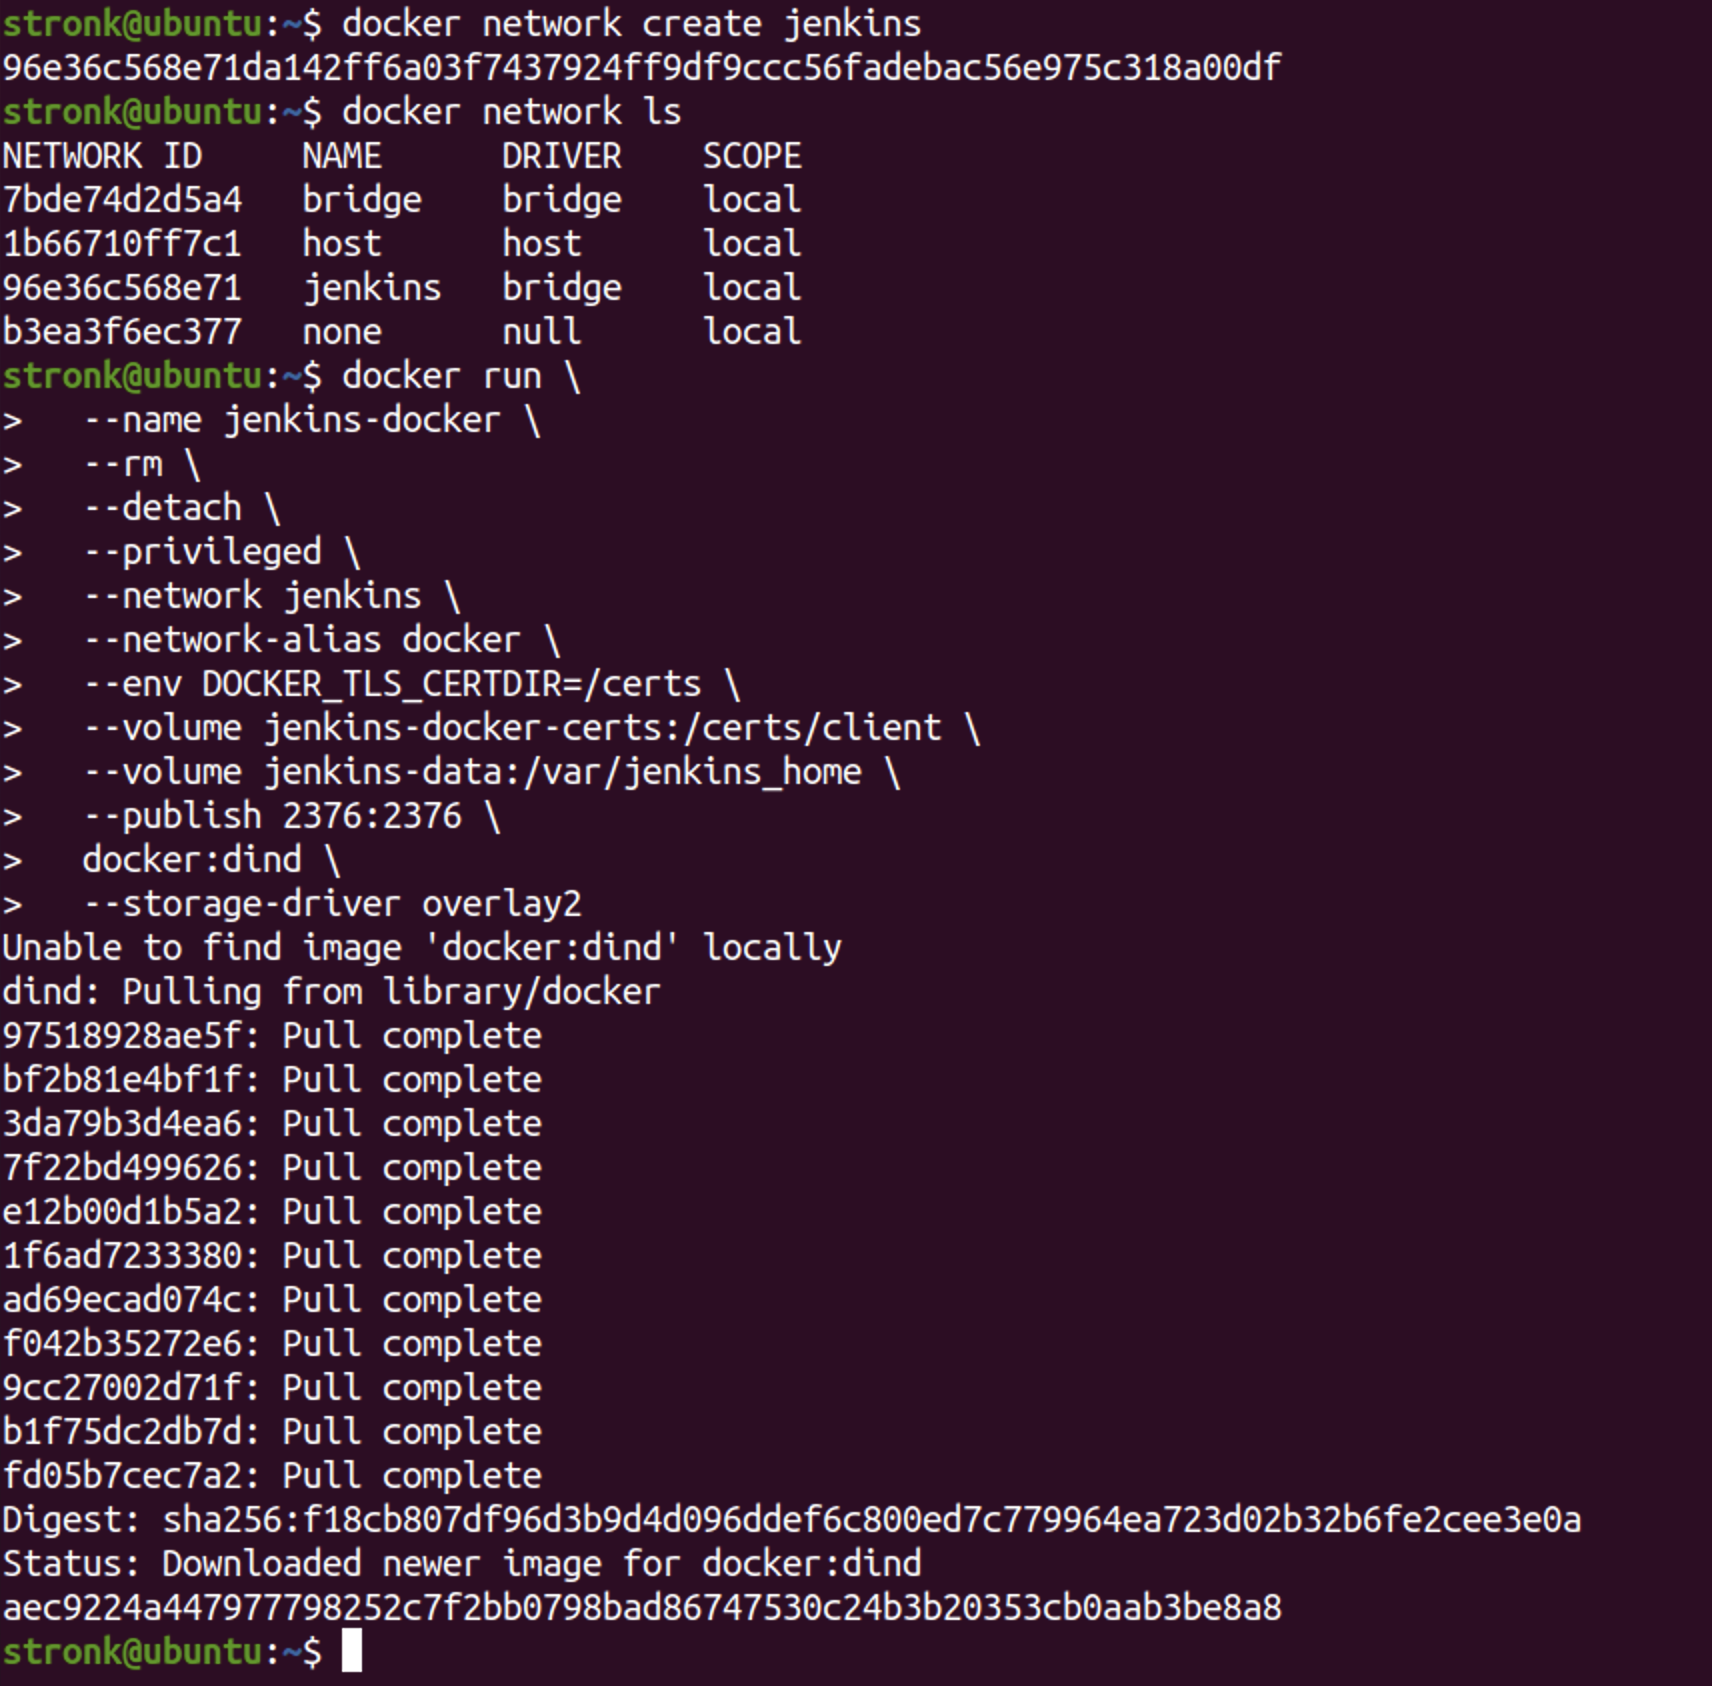 stronk@ubuntu:~$ docker network create jenkins
96e36c568e71da142ff6a03f7437924ff9df9ccc56fadebac56e975c318a00df
stronk@ubuntu:~$ docker network ls
NETWORK ID     NAME      DRIVER    SCOPE
7bde74d2d5a4   bridge    bridge    local
1b66710ff7c1   host      host      local
96e36c568e71   jenkins   bridge    local
b3ea3f6ec377   none      null      local
stronk@ubuntu:~$ docker run \
>   --name jenkins-docker \
>   --rm \
>   --detach \
>   --privileged \
>   --network jenkins \
>   --network-alias docker \
>   --env DOCKER_TLS_CERTDIR=/certs \
>   --volume jenkins-docker-certs:/certs/client \
>   --volume jenkins-data:/var/jenkins_home \
>   --publish 2376:2376 \
>   docker:dind \
>   --storage-driver overlay2
Unable to find image 'docker:dind' locally
dind: Pulling from library/docker
97518928ae5f: Pull complete
bf2b81e4bf1f: Pull complete
3da79b3d4ea6: Pull complete
7f22bd499626: Pull complete
e12b00d1b5a2: Pull complete
1f6ad7233380: Pull complete
ad69ecad074c: Pull complete
f042b35272e6: Pull complete
9cc27002d71f: Pull complete
b1f75dc2db7d: Pull complete
fd05b7cec7a2: Pull complete
Digest: sha256:f18cb807df96d3b9d4d096ddef6c800ed7c779964ea723d02b32b6fe2cee3e0a
Status: Downloaded newer image for docker:dind
aec9224a447977798252c7f2bb0798bad86747530c24b3b20353cb0aab3be8a8
stronk@ubuntu:~$